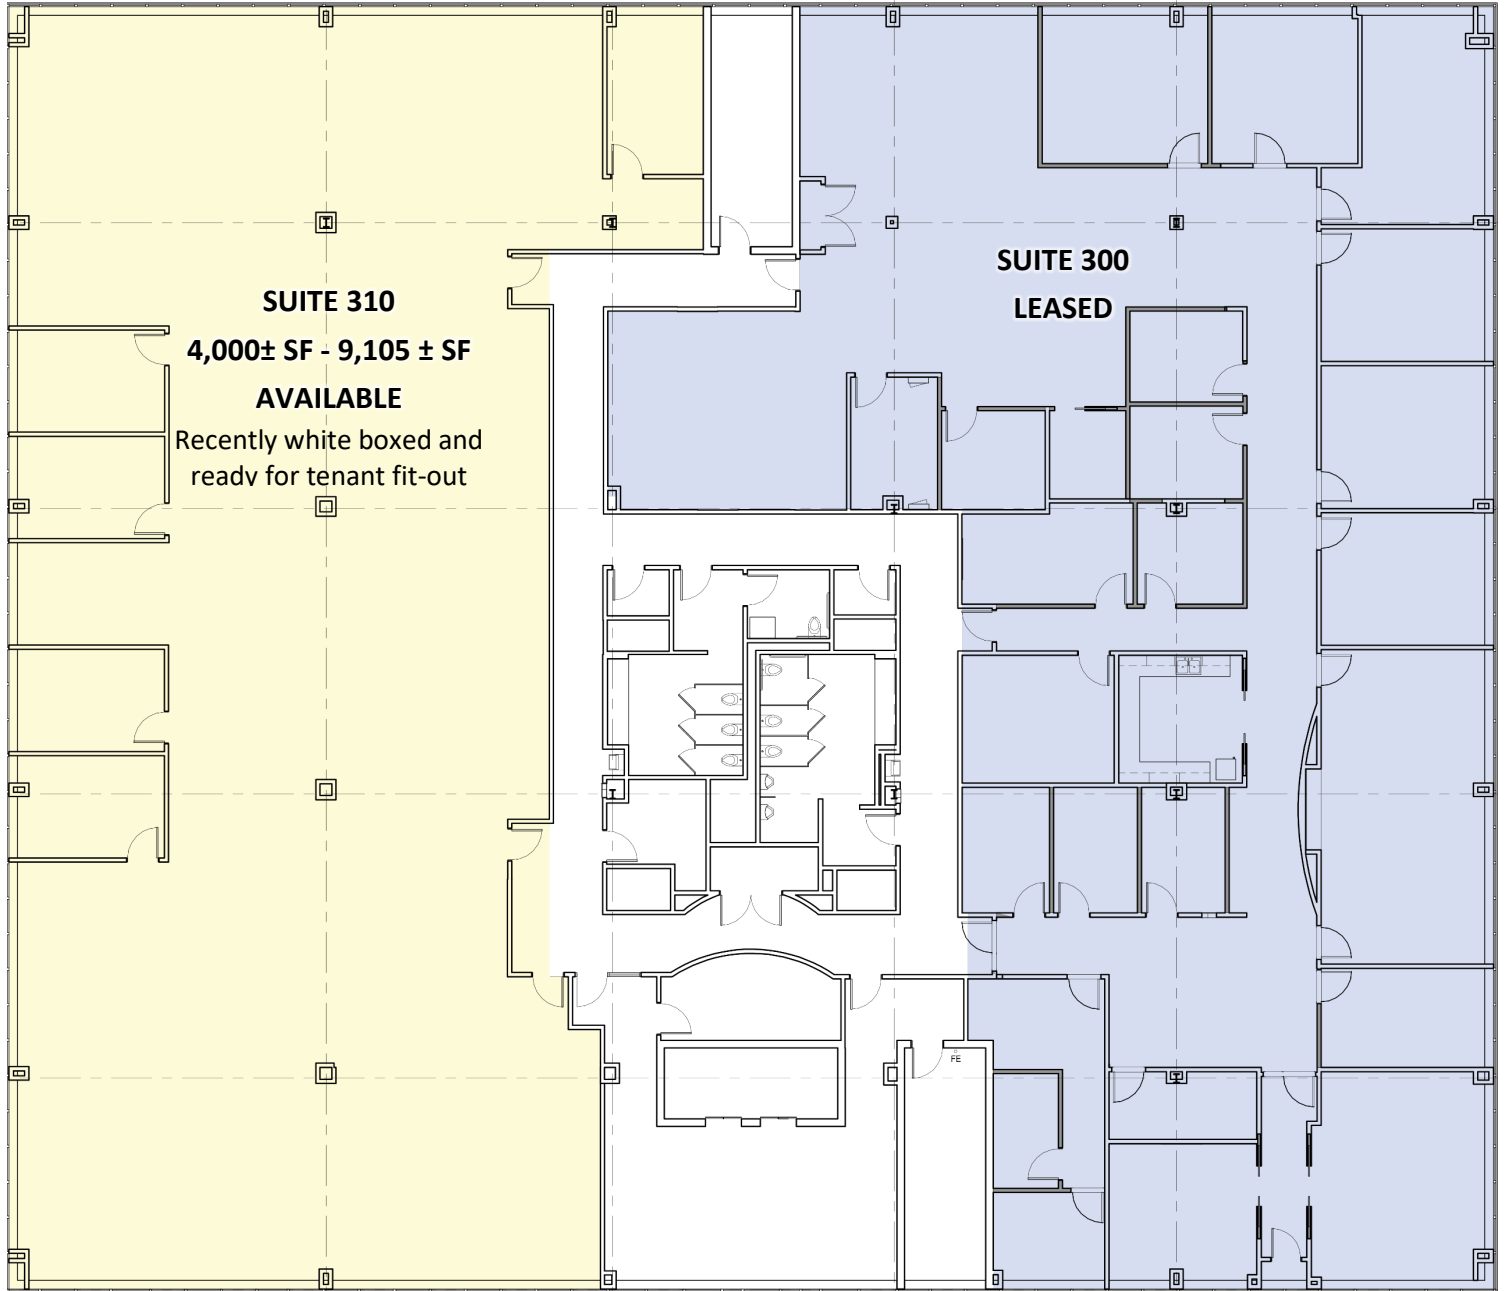 SUITE 310
4,000± SF - 9,105 ± SF
AVAILABLE
Recently white boxed and
ready for tenant fit-out
SUITE 300
LEASED
FE